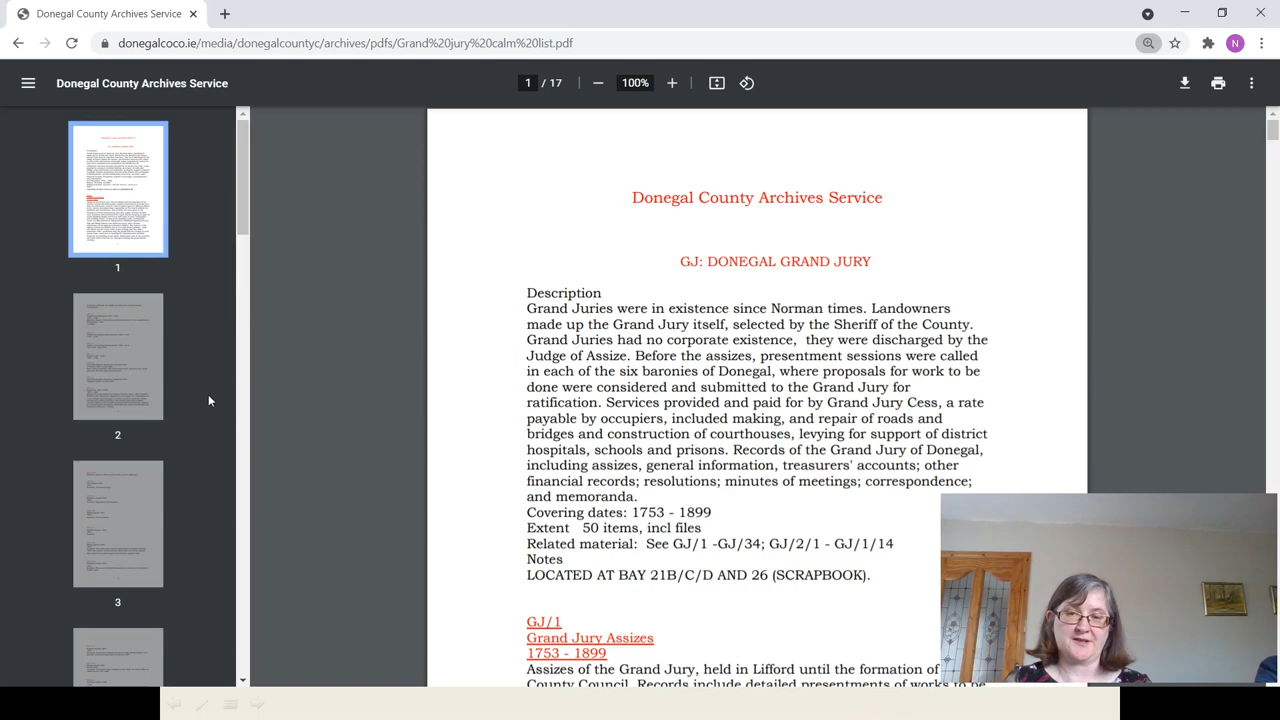 Donegal County Archives Service
donegalcoco.ie/media/donegalcountyc/archives/pdfs/Grand%20jury%20calm%20list.pdf
N
Donegal County Archives Service
1 / 17
100%
1
2
3
Donegal County Archives Service
GJ: DONEGAL GRAND JURY
Description
Grand Juries were in existence since Norman times. Landowners
made up the Grand Jury itself, selected by the Sheriff of the County.
Grand Juries had no corporate existence,  they were discharged by the
Judge of Assize. Before the assizes, presentment sessions were called
in each of the six baronies of Donegal, where proposals for work to be
done were considered and submitted to the Grand Jury for
ratification. Services provided and paid for by Grand Jury Cess, a rate
payable by occupiers, included making, and repair of roads and
bridges and construction of courthouses, levying for support of district
hospitals, schools and prisons. Records of the Grand Jury of Donegal,
including assizes, general information, treasurers' accounts; other
financial records; resolutions; minutes of meetings; correspondence;
and memoranda.
Covering dates: 1753 - 1899
Extent   50 items, incl files
Related material:  See GJ/1 -GJ/34; GJ/2/1 - GJ/1/14
Notes
LOCATED AT BAY 21B/C/D AND 26 (SCRAPBOOK).
GJ/1
Grand Jury Assizes
1753 - 1899
Assizes of the Grand Jury, held in Lifford until the formation of
County Council. Records include detailed presentments of works to be